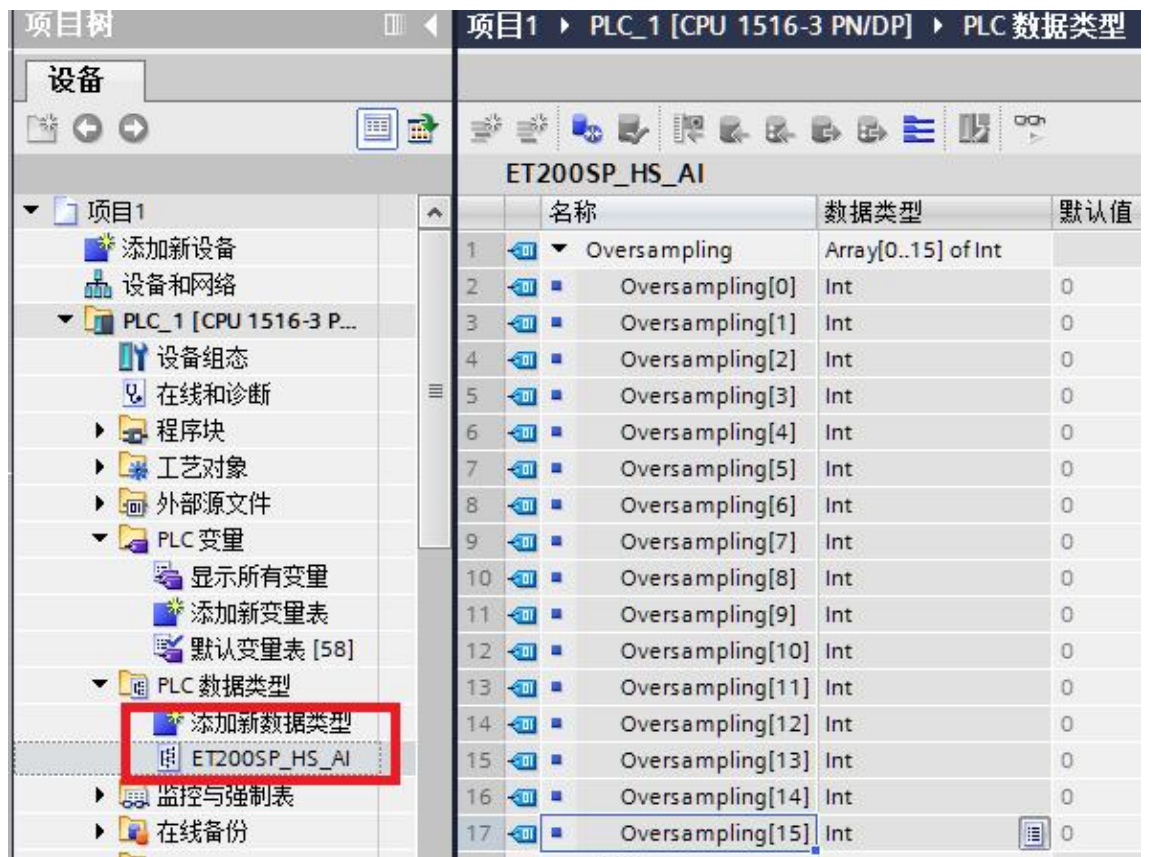 项目树
项目1 ▸ PLC_1 [CPU 1516-3 PN/DP] ▸ PLC 数据类型
设备
ET200SP_HS_AI
名称 数据类型 默认值
项目1
添加新设备
设备和网络
PLC_1 [CPU 1516-3 P...
设备组态
在线和诊断
程序块
工艺对象
外部源文件
PLC 变量
显示所有变量
添加新变量表
默认变量表 [58]
PLC 数据类型
添加新数据类型
ET200SP_HS_AI
监控与强制表
在线备份
1 Oversampling Array[0..15] of Int
2 Oversampling[0] Int 0
3 Oversampling[1] Int 0
4 Oversampling[2] Int 0
5 Oversampling[3] Int 0
6 Oversampling[4] Int 0
7 Oversampling[5] Int 0
8 Oversampling[6] Int 0
9 Oversampling[7] Int 0
10 Oversampling[8] Int 0
11 Oversampling[9] Int 0
12 Oversampling[10] Int 0
13 Oversampling[11] Int 0
14 Oversampling[12] Int 0
15 Oversampling[13] Int 0
16 Oversampling[14] Int 0
17 Oversampling[15] Int 0